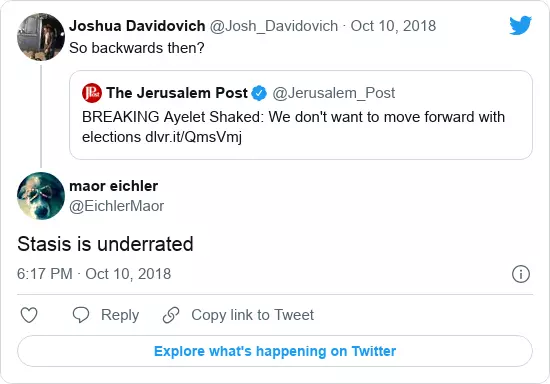 Joshua Davidovich @Josh_Davidovich · Oct 10, 2018
So backwards then?
The Jerusalem Post @Jerusalem_Post
BREAKING Ayelet Shaked: We don't want to move forward with
elections dlvr.it/QmsVmj
maor eichler
@EichlerMaor
Stasis is underrated
6:17 PM · Oct 10, 2018
Reply Copy link to Tweet
Explore what's happening on Twitter